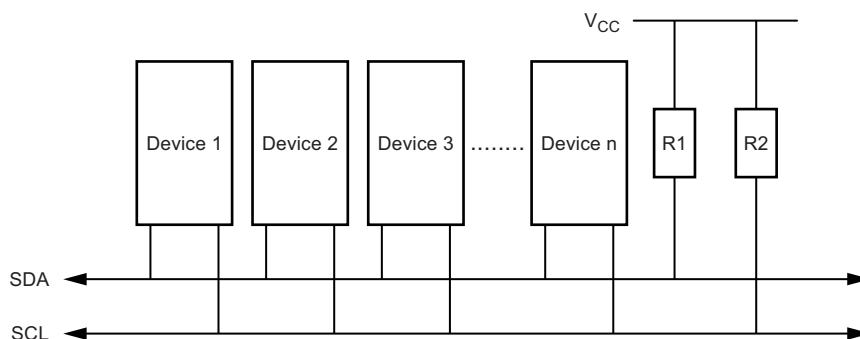 VCC
Device 1 Device 2 Device 3 ........ Device n R1 R2
SDA
SCL